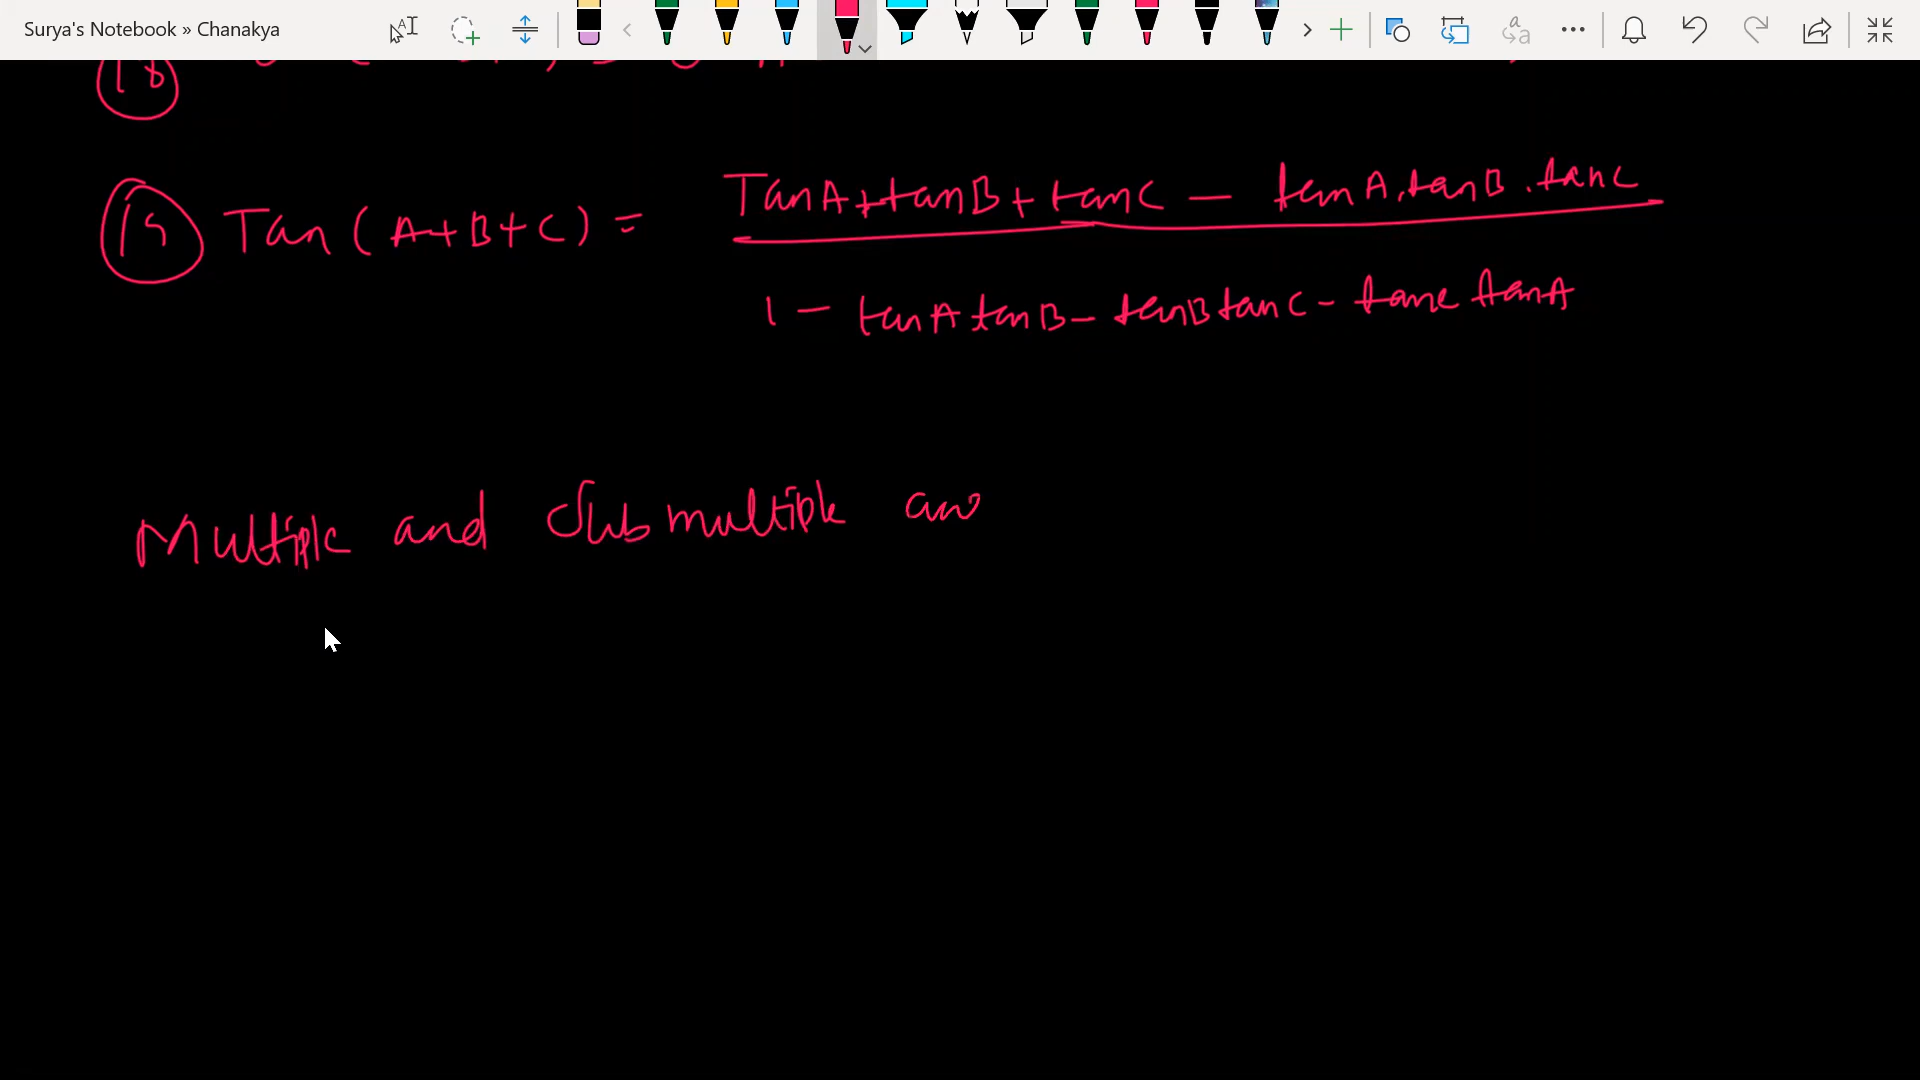 Surya's Notebook » Chanakya
18
19 Tan (A+B+C) = TanA+tanB+tanC - tanA.tanB.tanC
1 - tanA tanB - tanB tanC - tanC tanA
Multiple and Submultiple